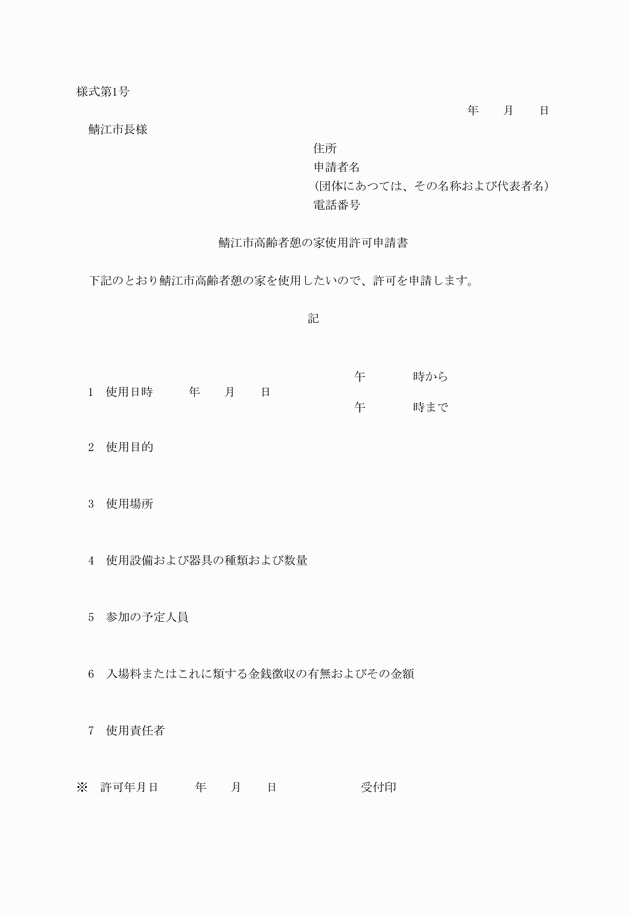 様式第1号
年　　月　　日
鯖江市長様
住所
申請者名
(団体にあつては、その名称および代表者名)
電話番号
鯖江市高齢者憩の家使用許可申請書
下記のとおり鯖江市高齢者憩の家を使用したいので、許可を申請します。
記
午　　　　時から
1　使用日時　　　年　　月　　日
午　　　　時まで
2　使用目的
3　使用場所
4　使用設備および器具の種類および数量
5　参加の予定人員
6　入場料またはこれに類する金銭徴収の有無およびその金額
7　使用責任者
※　許可年月日　　　年　　月　　日　　　　　　　受付印